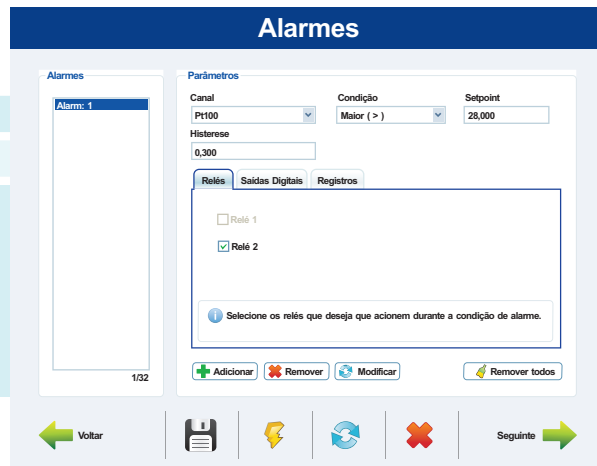 Alarmes
Alarmes
Alarm: 1
1/32
Parâmetros
Canal
Condição
Setpoint
Pt100
Maior ( > )
28,000
Histerese
0,300
Relés
Saídas Digitais
Registros
Relé 1
Relé 2
Selecione os relés que deseja que acionem durante a condição de alarme.
Adicionar
Remover
Modificar
Remover todos
Voltar
Seguinte